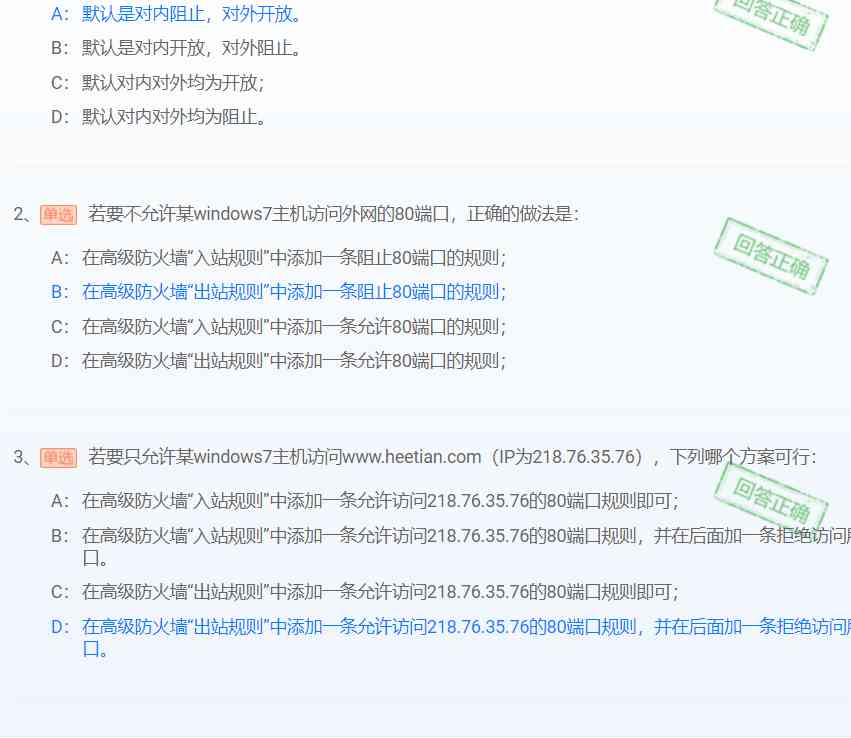 A： 默认是对内阻止，对外开放。
回答正确
B： 默认是对内开放，对外阻止。
C： 默认对内对外均为开放；
D： 默认对内对外均为阻止。
2、单选 若要不允许某windows7主机访问外网的80端口，正确的做法是：
回答正确
A： 在高级防火墙“入站规则”中添加一条阻止80端口的规则；
B： 在高级防火墙“出站规则”中添加一条阻止80端口的规则；
C： 在高级防火墙“入站规则”中添加一条允许80端口的规则；
D： 在高级防火墙“出站规则”中添加一条允许80端口的规则；
3、单选 若要只允许某windows7主机访问www.heetian.com（IP为218.76.35.76），下列哪个方案可行：
回答正确
A： 在高级防火墙“入站规则”中添加一条允许访问218.76.35.76的80端口规则即可；
B： 在高级防火墙“入站规则”中添加一条允许访问218.76.35.76的80端口规则，并在后面加一条拒绝访问
口。
C： 在高级防火墙“出站规则”中添加一条允许访问218.76.35.76的80端口规则即可；
D： 在高级防火墙“出站规则”中添加一条允许访问218.76.35.76的80端口规则，并在后面加一条拒绝访问
口。